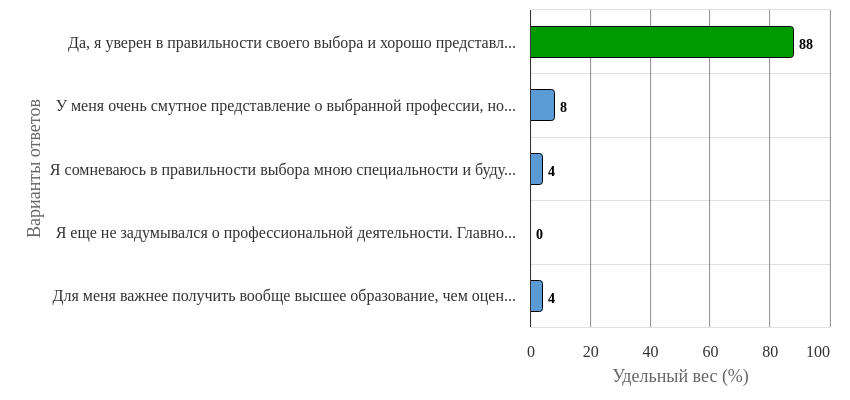 Да, я уверен в правильности своего выбора и хорошо представл...
88
У меня очень смутное представление о выбранной профессии, но...
8
Я сомневаюсь в правильности выбора мною специальности и буду...
4
Я еще не задумывался о профессиональной деятельности. Главно...
0
Для меня важнее получить вообще высшее образование, чем оцен...
4
Варианты ответов
0 20 40 60 80 100
Удельный вес (%)